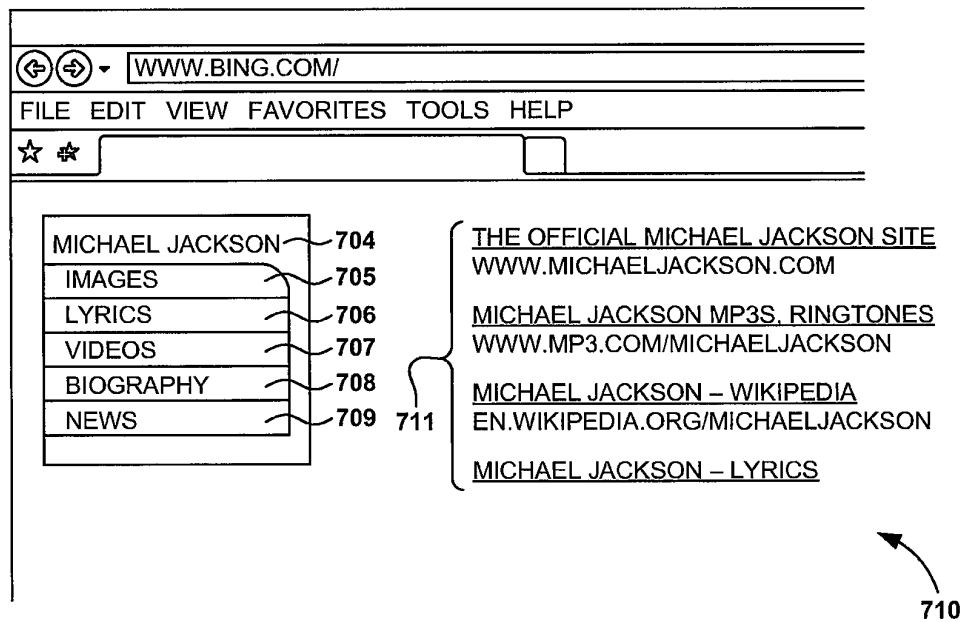 WWW.BING.COM/
FILE EDIT VIEW FAVORITES TOOLS HELP
MICHAEL JACKSON 704
IMAGES 705
LYRICS 706
VIDEOS 707
BIOGRAPHY 708
NEWS 709
711
THE OFFICIAL MICHAEL JACKSON SITE
WWW.MICHAELJACKSON.COM
MICHAEL JACKSON MP3S, RINGTONES
WWW.MP3.COM/MICHAELJACKSON
MICHAEL JACKSON – WIKIPEDIA
EN.WIKIPEDIA.ORG/MICHAELJACKSON
MICHAEL JACKSON – LYRICS
710